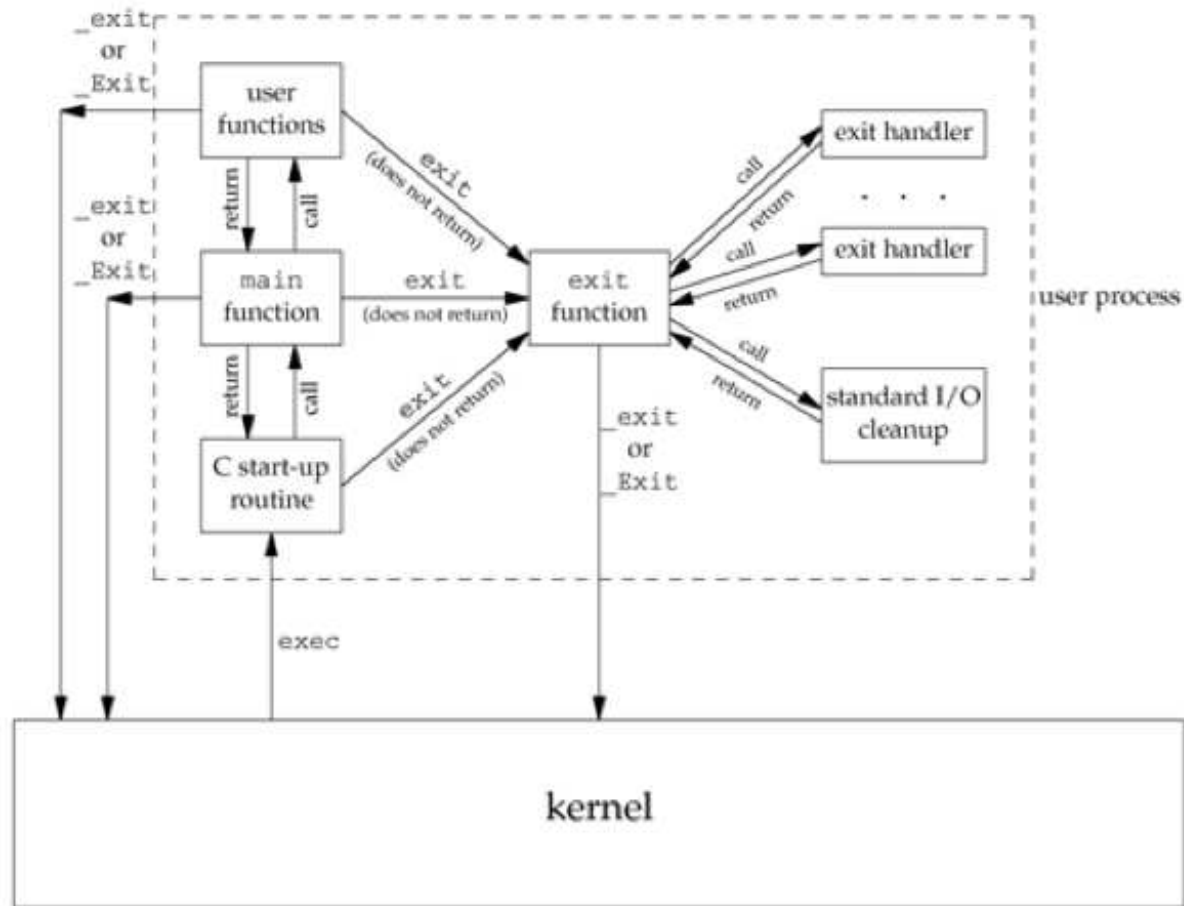 _exit
or
_Exit
user
functions
exit
(does not return)
call
return
exit handler
. . .
return
call
_exit
or
_Exit
call
return
exit handler
main
function
exit
(does not return)
exit
function
user process
return
call
exit
(does not return)
call
return
standard I/O
cleanup
C start-up
routine
_exit
or
_Exit
exec
kernel